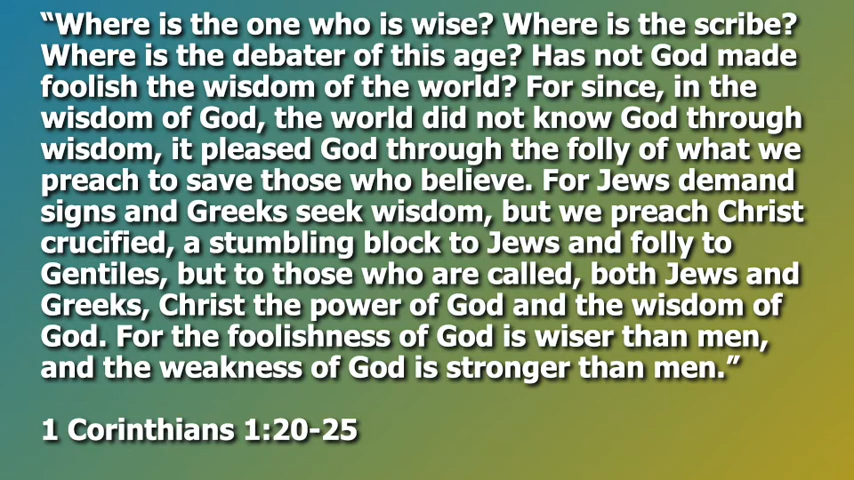 “Where is the one who is wise? Where is the scribe?
Where is the debater of this age? Has not God made
foolish the wisdom of the world? For since, in the
wisdom of God, the world did not know God through
wisdom, it pleased God through the folly of what we
preach to save those who believe. For Jews demand
signs and Greeks seek wisdom, but we preach Christ
crucified, a stumbling block to Jews and folly to
Gentiles, but to those who are called, both Jews and
Greeks, Christ the power of God and the wisdom of
God. For the foolishness of God is wiser than men,
and the weakness of God is stronger than men.”
1 Corinthians 1:20-25